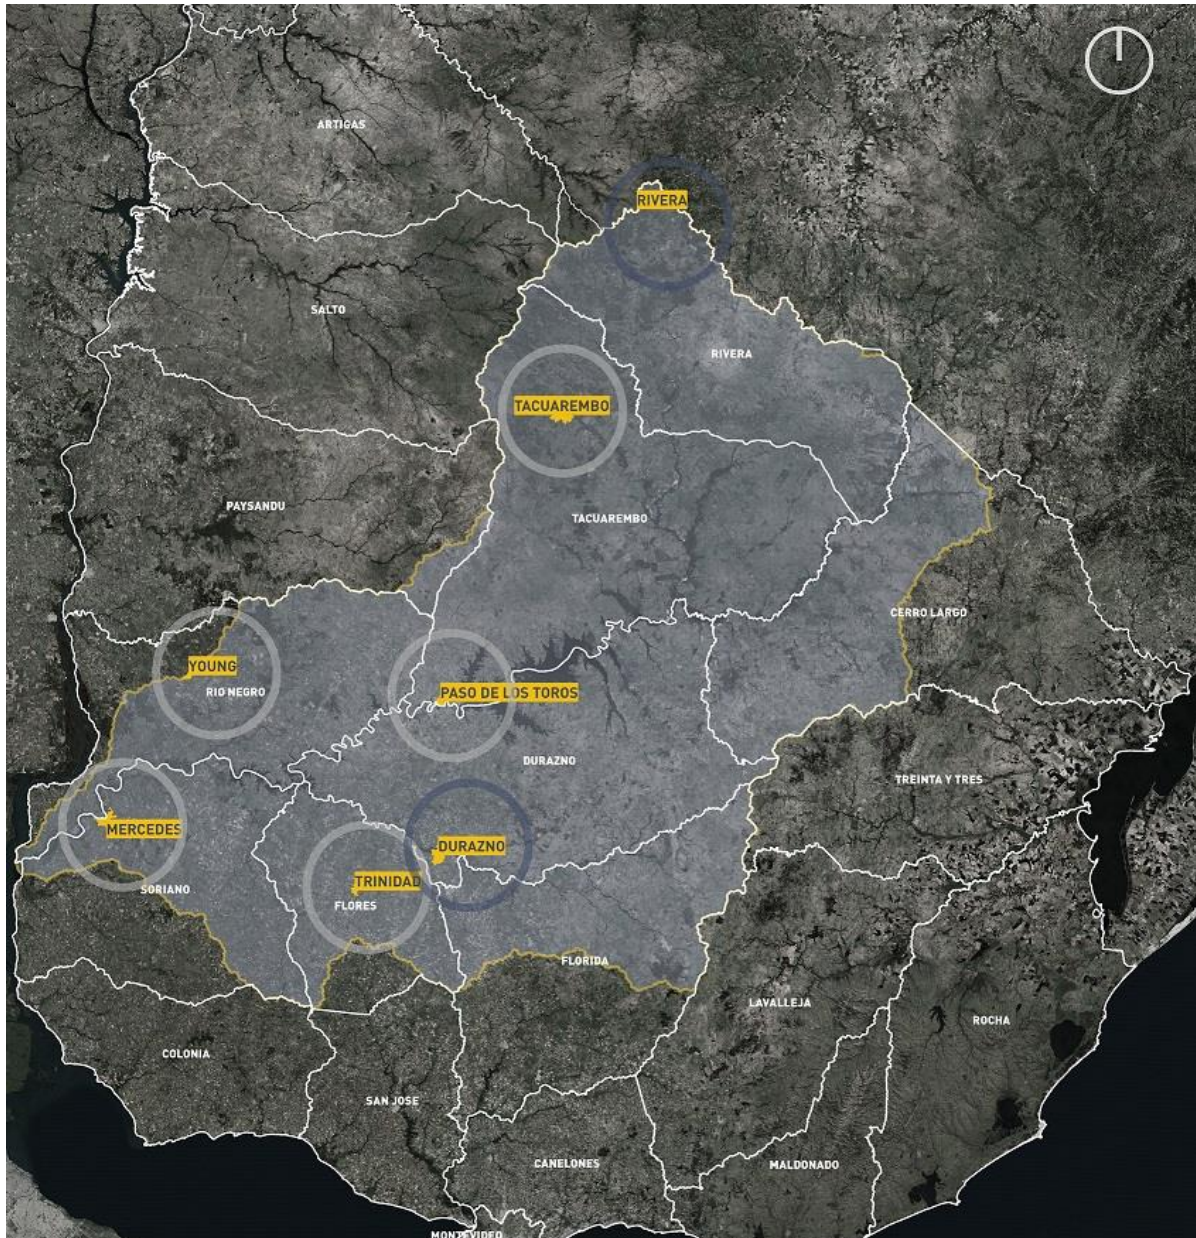 ARTIGAS
RIVERA
SALTO
RIVERA
TACUAREMBO
PAYSANDU
TACUAREMBO
CERRO LARGO
YOUNG
RIO NEGRO
PASO DE LOS TOROS
DURAZNO
TREINTA Y TRES
MERCEDES
DURAZNO
TRINIDAD
SORIANO
FLORES
FLORIDA
LAVALLEJA
ROCHA
COLONIA
SAN JOSE
CANELONES
MALDONADO
MONTEVIDEO